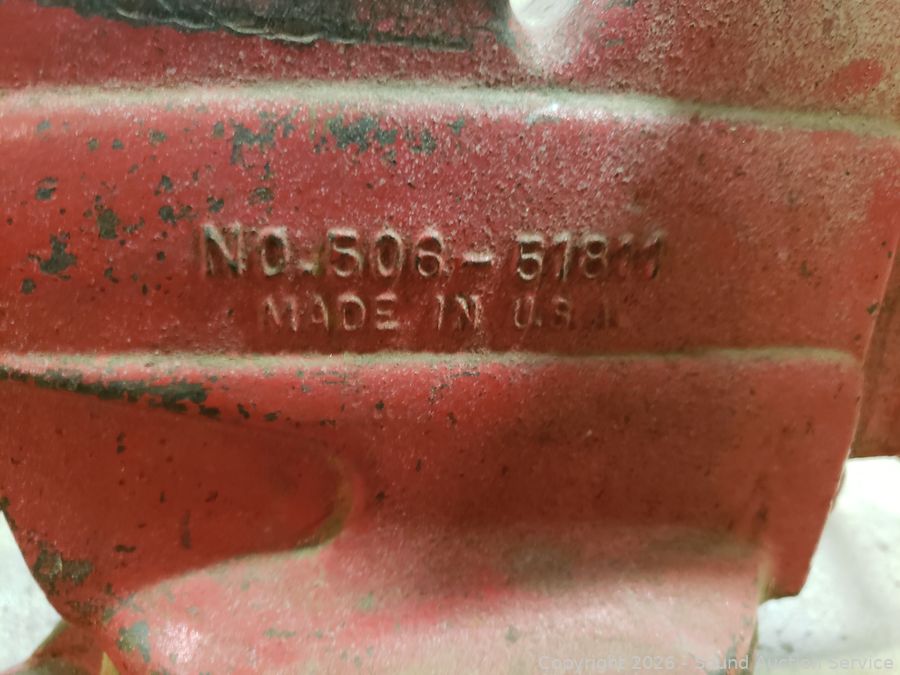 NO. 506-51811
MADE IN U.S.A.
Copyright 2026 - Sound Auction Service